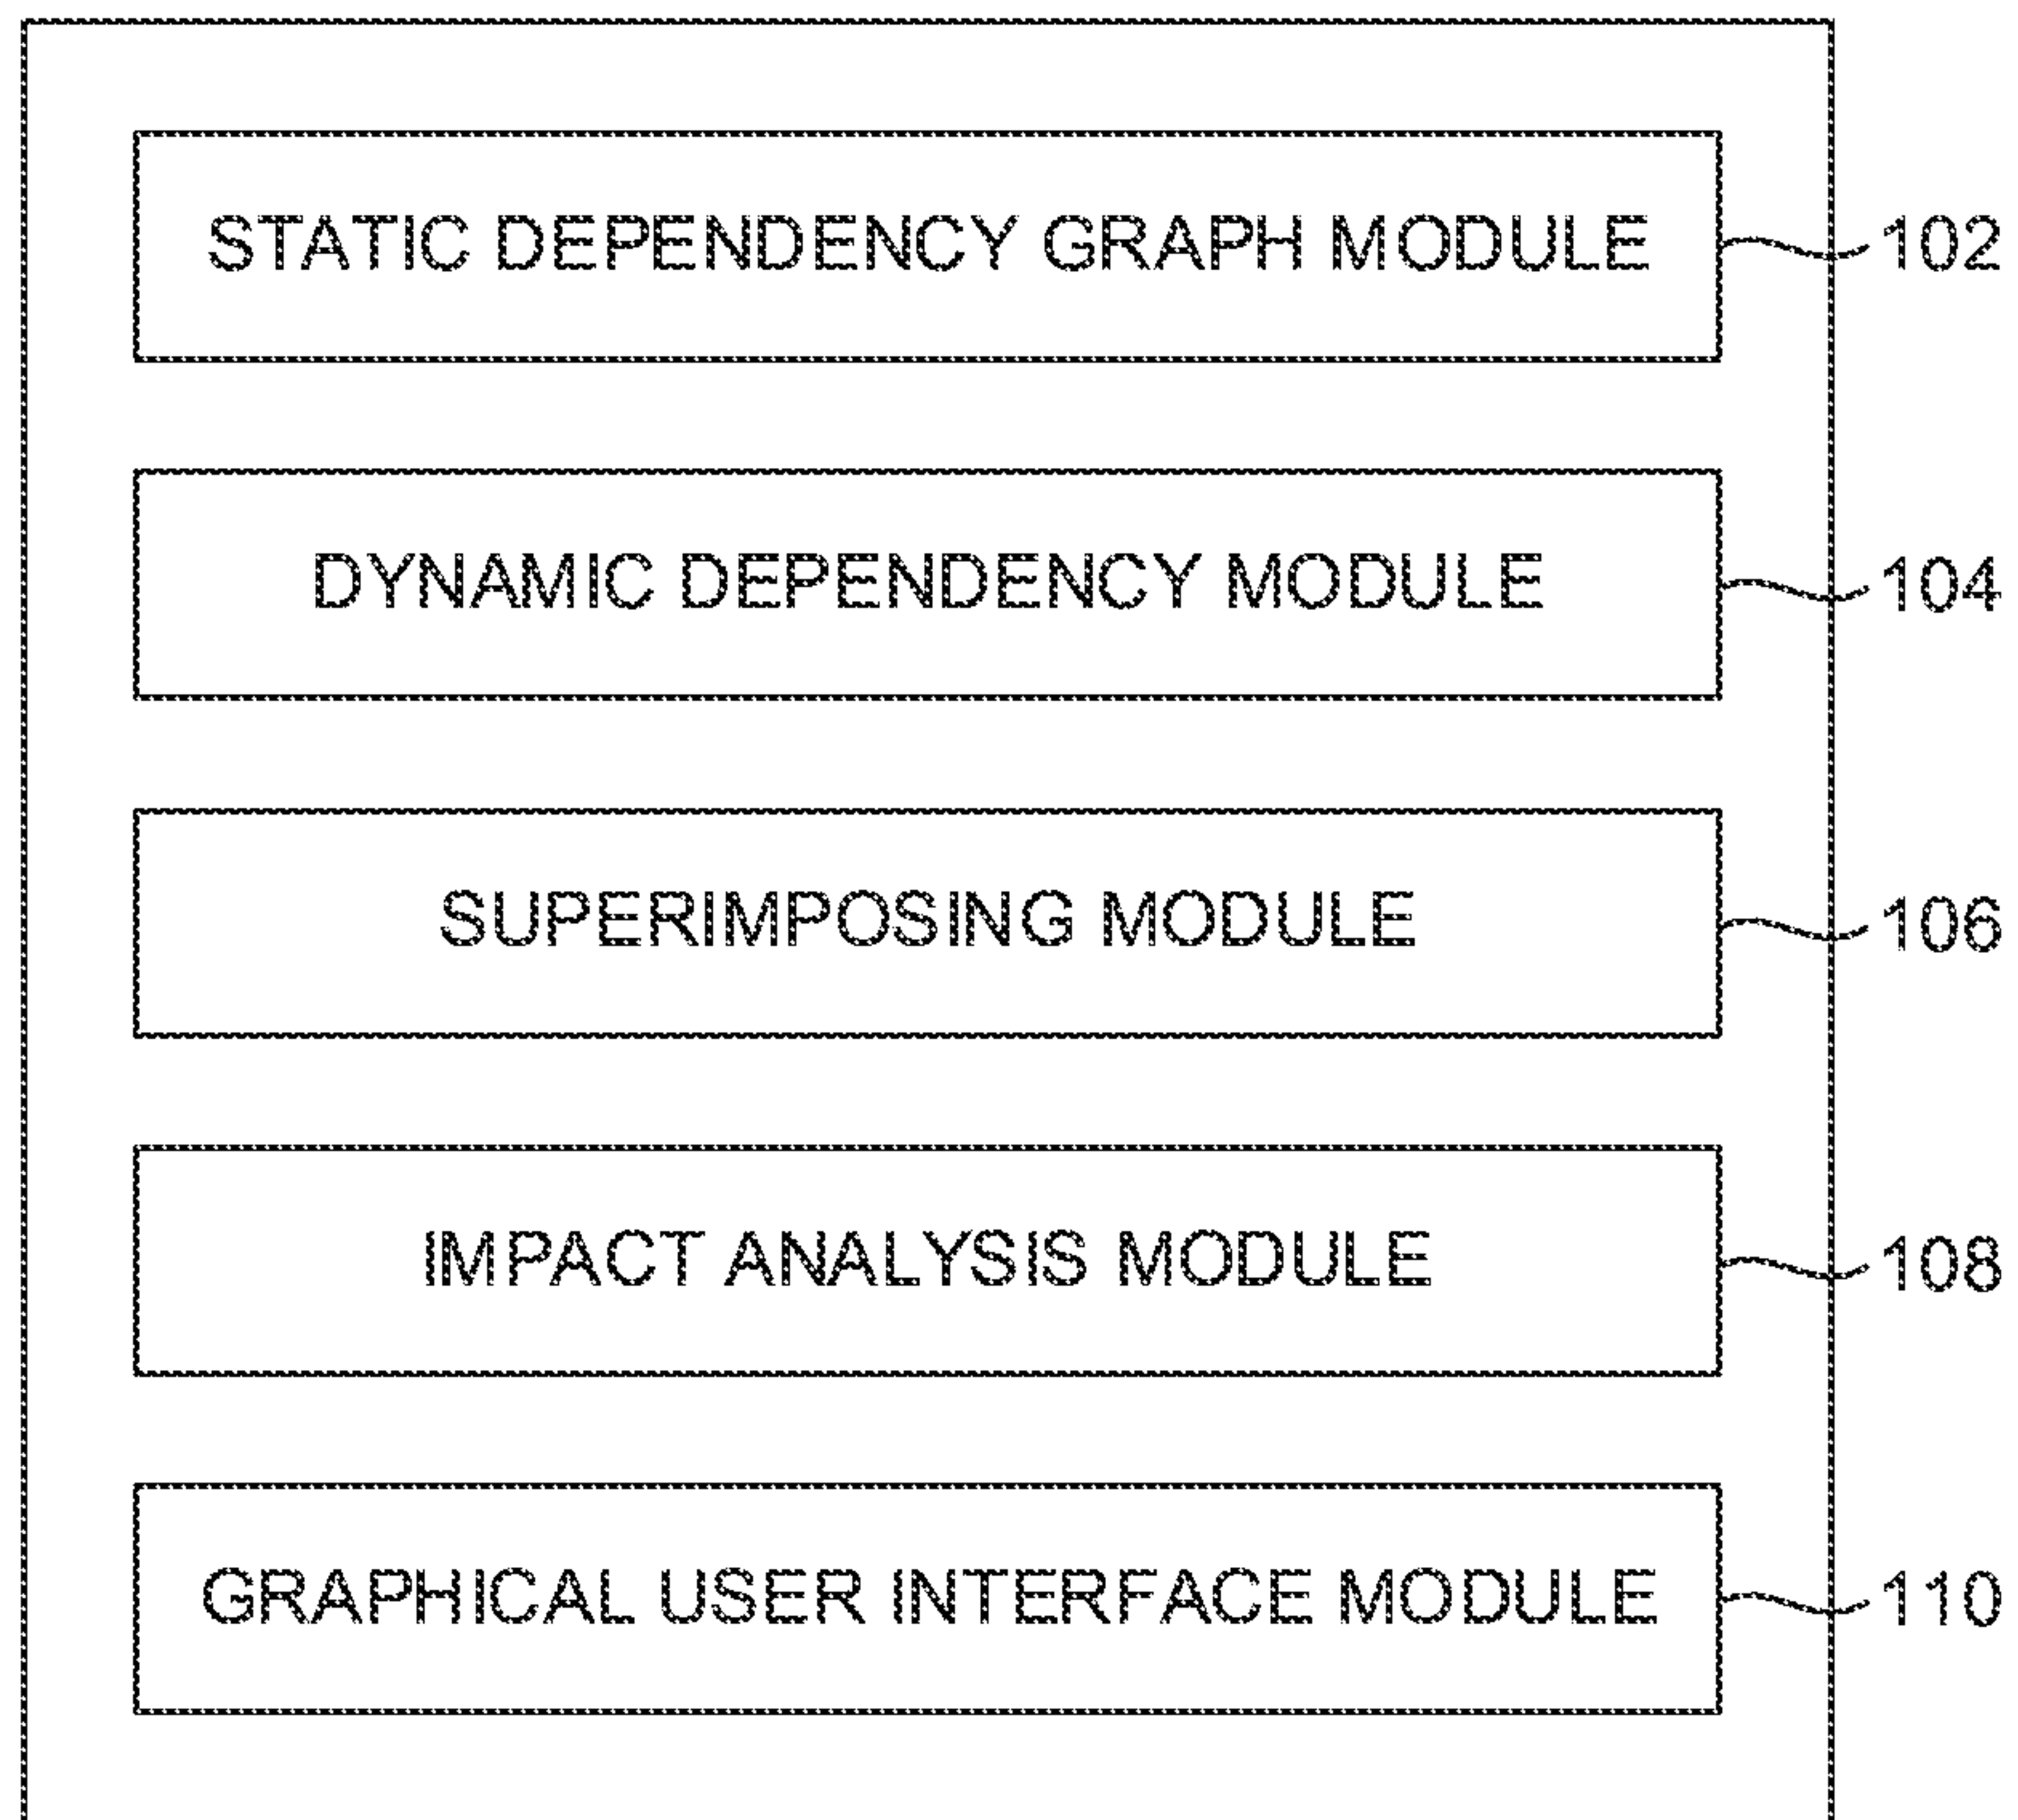 STATIC DEPENDENCY GRAPH MODULE 102
DYNAMIC DEPENDENCY MODULE 104
SUPERIMPOSING MODULE 106
IMPACT ANALYSIS MODULE 108
GRAPHICAL USER INTERFACE MODULE 110